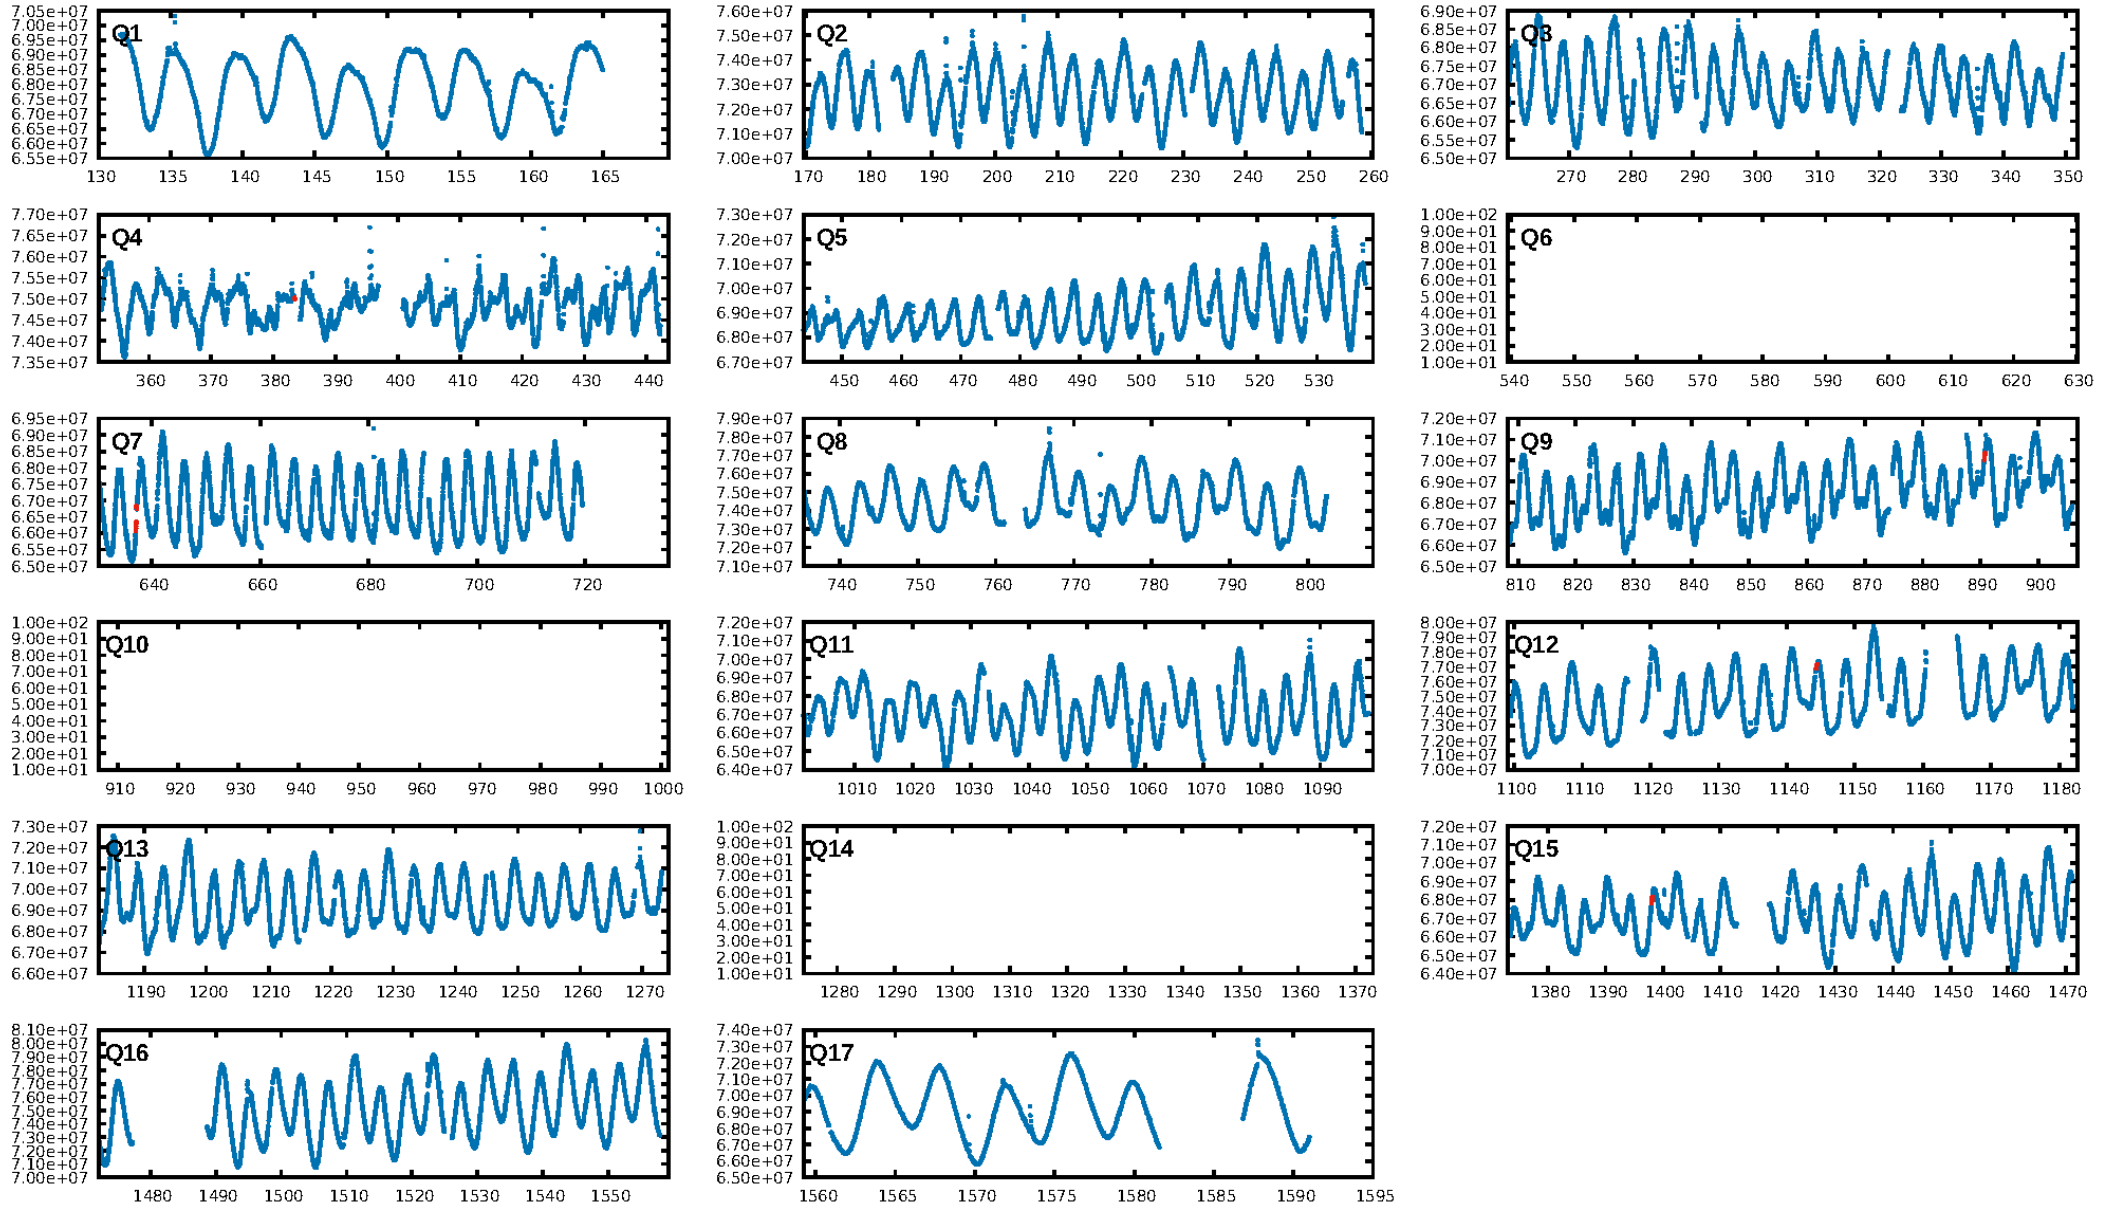 7.05e+07
7.00e+07
6.95e+07
6.90e+07
6.85e+07
6.80e+07
6.75e+07
6.70e+07
6.65e+07
6.60e+07
6.55e+07
Q1
130 135 140 145 150 155 160 165
7.60e+07
7.50e+07
7.40e+07
7.30e+07
7.20e+07
7.10e+07
7.00e+07
Q2
170 180 190 200 210 220 230 240 250 260
6.90e+07
6.85e+07
6.80e+07
6.75e+07
6.70e+07
6.65e+07
6.60e+07
6.55e+07
6.50e+07
Q3
270 280 290 300 310 320 330 340 350
7.70e+07
7.65e+07
7.60e+07
7.55e+07
7.50e+07
7.45e+07
7.40e+07
7.35e+07
Q4
360 370 380 390 400 410 420 430 440
7.30e+07
7.20e+07
7.10e+07
7.00e+07
6.90e+07
6.80e+07
6.70e+07
Q5
450 460 470 480 490 500 510 520 530
1.00e+02
9.00e+01
8.00e+01
7.00e+01
6.00e+01
5.00e+01
4.00e+01
3.00e+01
2.00e+01
1.00e+01
Q6
540 550 560 570 580 590 600 610 620 630
6.95e+07
6.90e+07
6.85e+07
6.80e+07
6.75e+07
6.70e+07
6.65e+07
6.60e+07
6.55e+07
6.50e+07
Q7
640 660 680 700 720
7.90e+07
7.80e+07
7.70e+07
7.60e+07
7.50e+07
7.40e+07
7.30e+07
7.20e+07
7.10e+07
Q8
740 750 760 770 780 790 800
7.20e+07
7.10e+07
7.00e+07
6.90e+07
6.80e+07
6.70e+07
6.60e+07
6.50e+07
Q9
810 820 830 840 850 860 870 880 890 900
1.00e+02
9.00e+01
8.00e+01
7.00e+01
6.00e+01
5.00e+01
4.00e+01
3.00e+01
2.00e+01
1.00e+01
Q10
910 920 930 940 950 960 970 980 990 1000
7.20e+07
7.10e+07
7.00e+07
6.90e+07
6.80e+07
6.70e+07
6.60e+07
6.50e+07
6.40e+07
Q11
1010 1020 1030 1040 1050 1060 1070 1080 1090
8.00e+07
7.90e+07
7.80e+07
7.70e+07
7.60e+07
7.50e+07
7.40e+07
7.30e+07
7.20e+07
7.10e+07
7.00e+07
Q12
1100 1110 1120 1130 1140 1150 1160 1170 1180
7.30e+07
7.20e+07
7.10e+07
7.00e+07
6.90e+07
6.80e+07
6.70e+07
6.60e+07
Q13
1190 1200 1210 1220 1230 1240 1250 1260 1270
1.00e+02
9.00e+01
8.00e+01
7.00e+01
6.00e+01
5.00e+01
4.00e+01
3.00e+01
2.00e+01
1.00e+01
Q14
1280 1290 1300 1310 1320 1330 1340 1350 1360 1370
7.20e+07
7.10e+07
7.00e+07
6.90e+07
6.80e+07
6.70e+07
6.60e+07
6.50e+07
6.40e+07
Q15
1380 1390 1400 1410 1420 1430 1440 1450 1460 1470
8.10e+07
8.00e+07
7.90e+07
7.80e+07
7.70e+07
7.60e+07
7.50e+07
7.40e+07
7.30e+07
7.20e+07
7.10e+07
7.00e+07
Q16
1480 1490 1500 1510 1520 1530 1540 1550
7.40e+07
7.30e+07
7.20e+07
7.10e+07
7.00e+07
6.90e+07
6.80e+07
6.70e+07
6.60e+07
6.50e+07
Q17
1560 1565 1570 1575 1580 1585 1590 1595